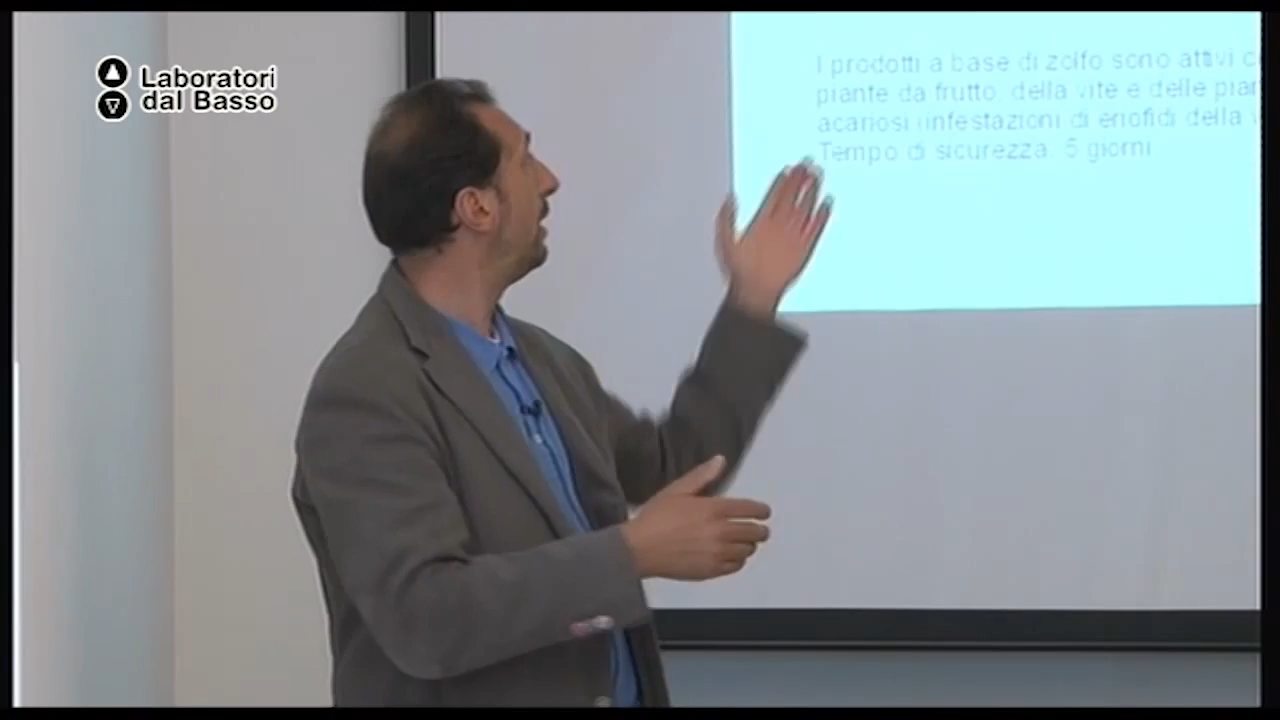 Laboratori
dal Basso
I prodotti a base di zolfo sono attivi
piante da frutto, della vite e delle
acariosi (infestazioni di eriofidi della
Tempo di sicurezza: 5 giorni